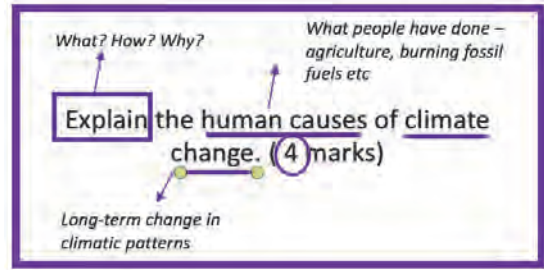 What? How? Why?
What people have done –
agriculture, burning fossil
fuels etc
Explain the human causes of climate
change. (4 marks)
Long-term change in
climatic patterns